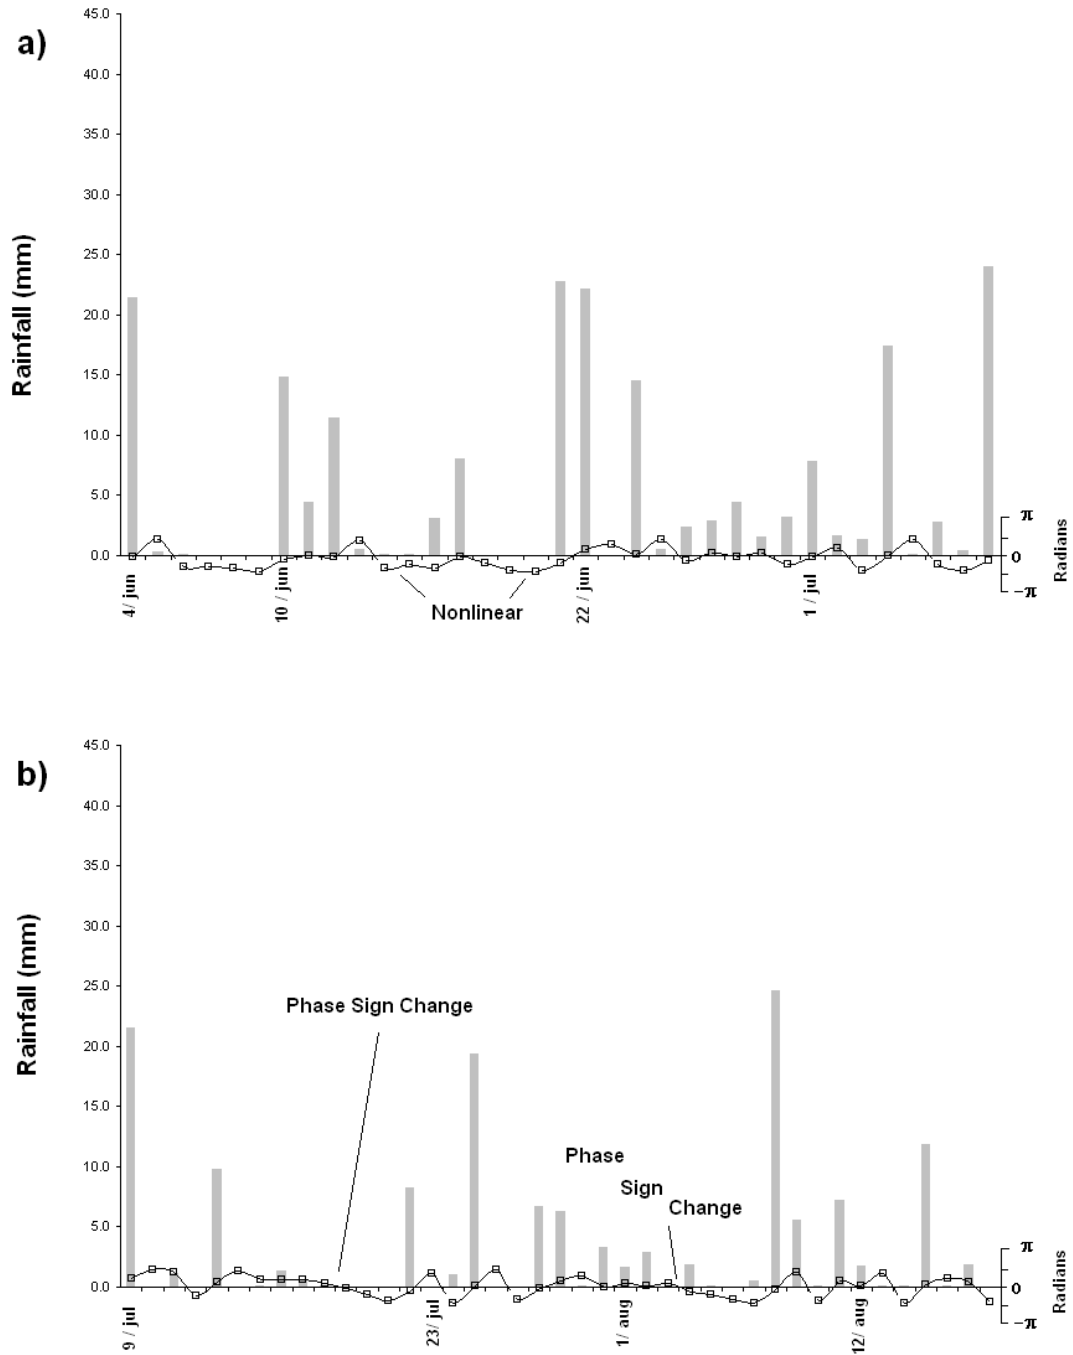 a)
45.0
40.0
35.0
30.0
25.0
20.0
15.0
10.0
5.0
0.0
Rainfall (mm)
4/ jun
10 / jun
22 / jun
1 / jul
Nonlinear
π
0
−π
Radians
b)
45.0
40.0
35.0
30.0
25.0
20.0
15.0
10.0
5.0
0.0
Rainfall (mm)
Phase Sign Change
Phase
Sign
Change
9 / jul
23/ jul
1/ aug
12/ aug
π
0
−π
Radians